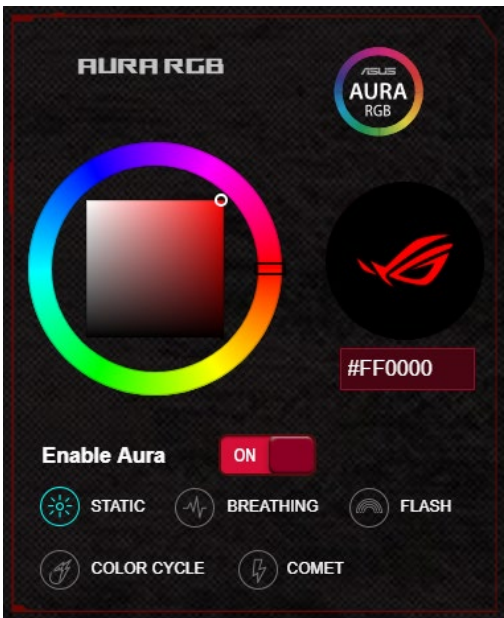 AURA RGB
ASUS
AURA
RGB
#FF0000
Enable Aura ON
STATIC BREATHING FLASH
COLOR CYCLE COMET